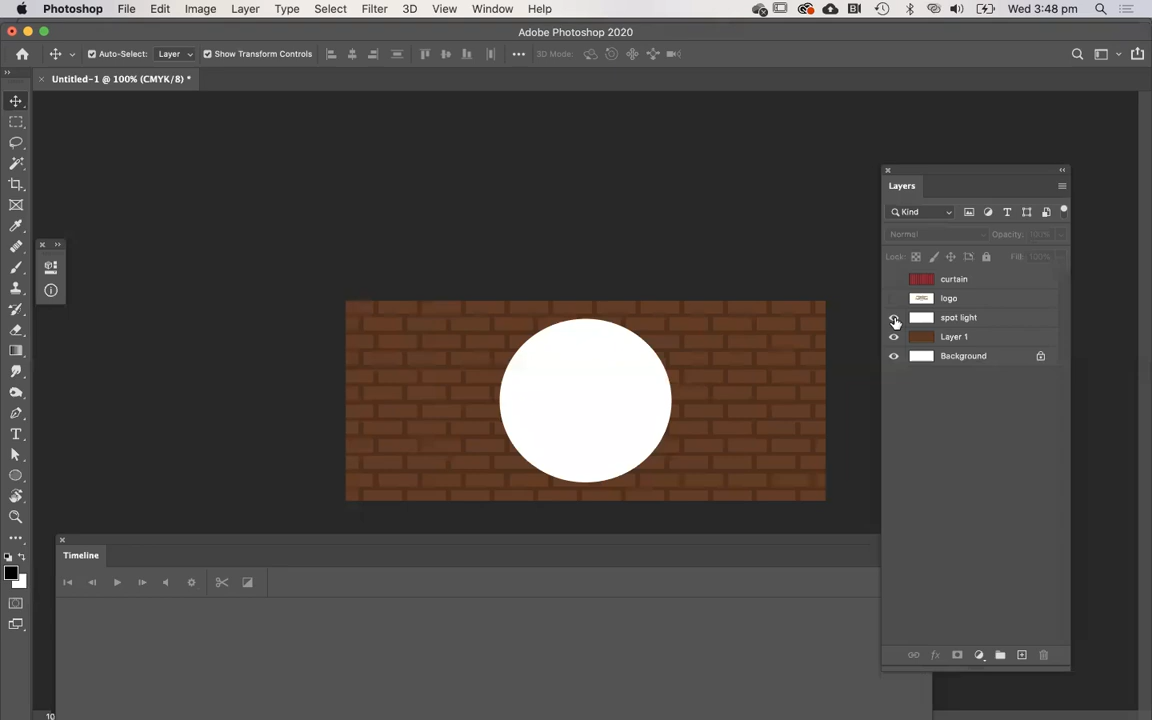 Photoshop File Edit Image Layer Type Select Filter 3D View Window Help Wed 3:48 pm
Adobe Photoshop 2020
Auto-Select: Layer Show Transform Controls 3D Mode:
Untitled-1 @ 100% (CMYK/8) *
Layers
Kind
Normal Opacity: 100%
Lock: Fill: 100%
curtain
logo
spot light
Layer 1
Background
Timeline
10